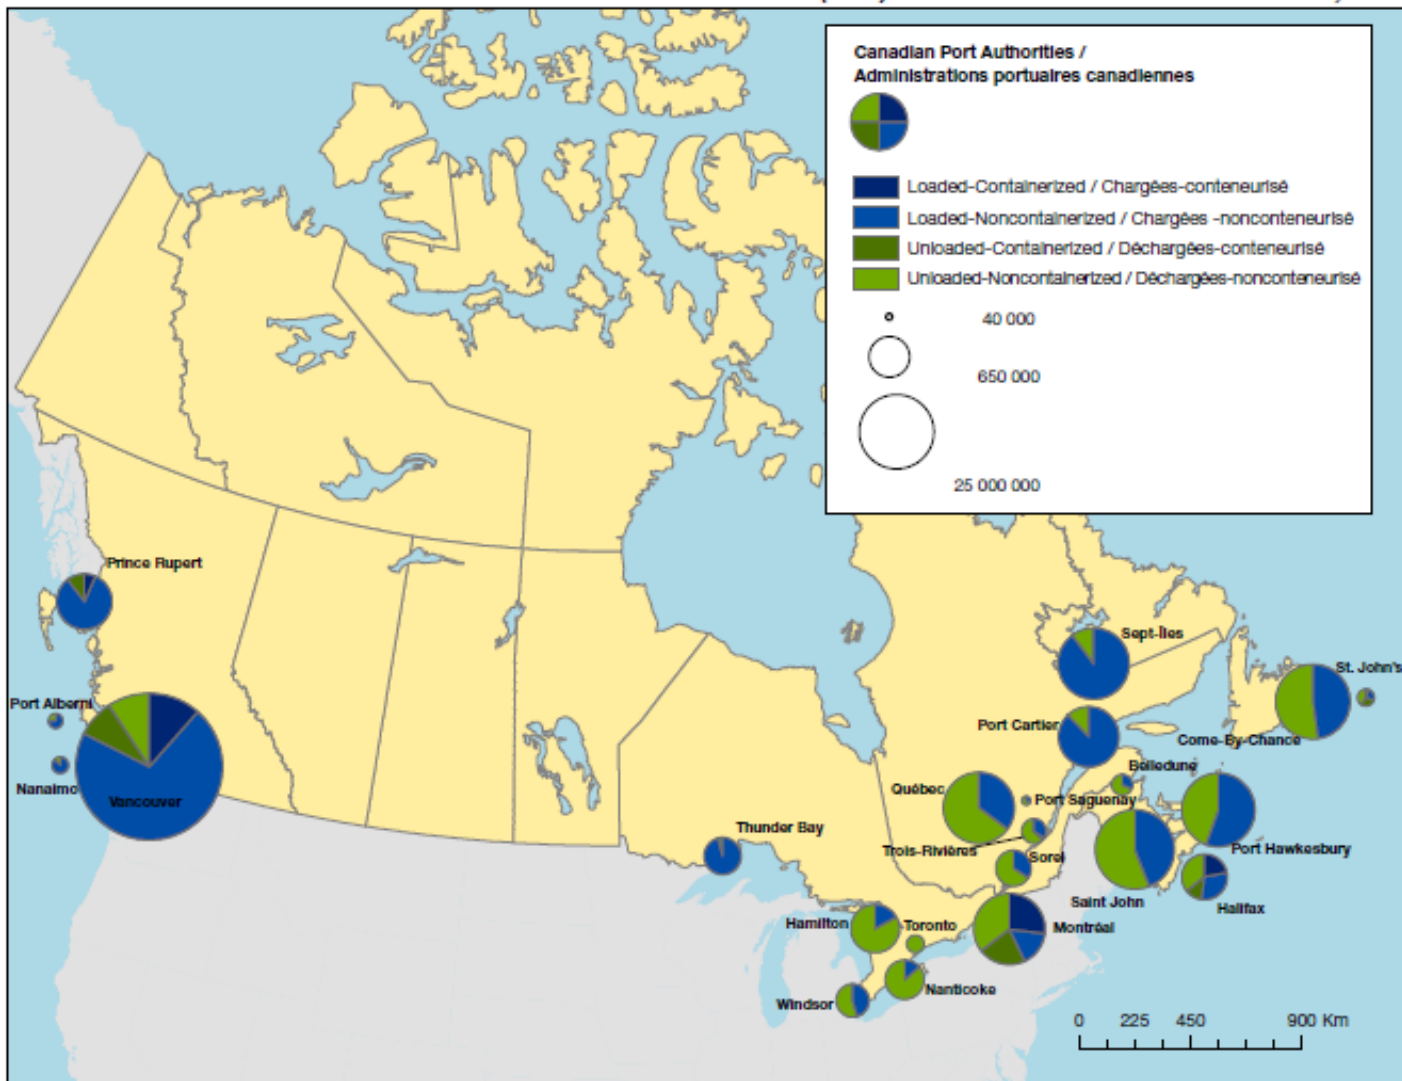 Canadian Port Authorities /
Administrations portuaires canadiennes
Loaded-Containerized / Chargées-conteneurisé
Loaded-Noncontainerized / Chargées -nonconteneurisé
Unloaded-Containerized / Déchargées-conteneurisé
Unloaded-Noncontainerized / Déchargées-nonconteneurisé
40 000
650 000
25 000 000
Prince Rupert
Port Alberni
Nanaimo
Vancouver
Thunder Bay
Sept-Îles
St. John's
Port Cartier
Come-By-Chance
Belledune
Québec
Port Saguenay
Trois-Rivières
Sorel
Port Hawkesbury
Saint John
Halifax
Hamilton
Toronto
Montréal
Nanticoke
Windsor
0 225 450 900 Km